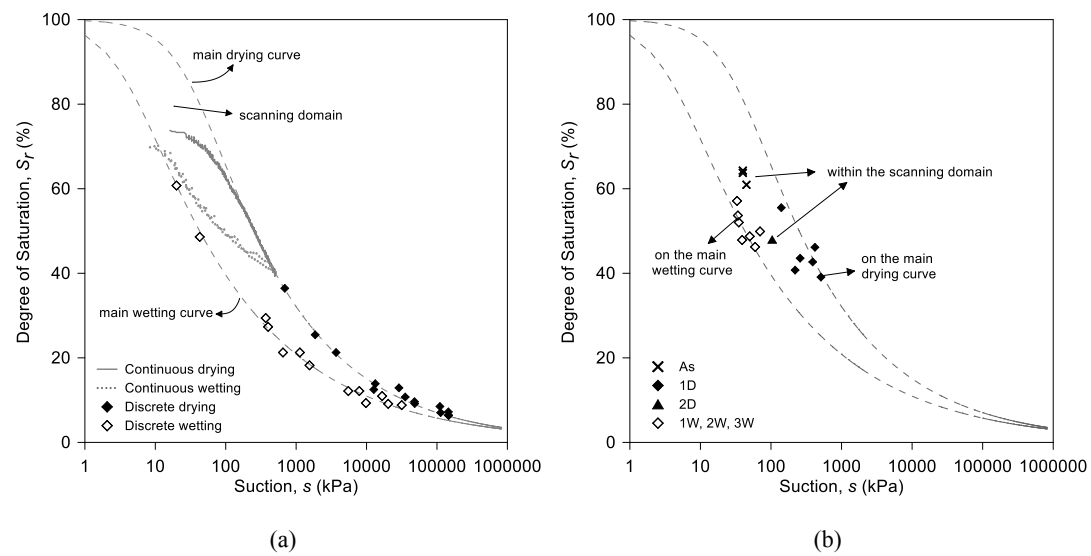 (a)
100
80
60
40
20
0
Degree of Saturation, Sr (%)
main drying curve
scanning domain
main wetting curve
Continuous drying
Continuous wetting
Discrete drying
Discrete wetting
1 10 100 1000 10000 100000 1000000
Suction, s (kPa)
(a)
(b)
100
80
60
40
20
0
Degree of Saturation, Sr (%)
within the scanning domain
on the main
wetting curve
on the main
drying curve
As
1D
2D
1W, 2W, 3W
1 10 100 1000 10000 100000 1000000
Suction, s (kPa)
(b)